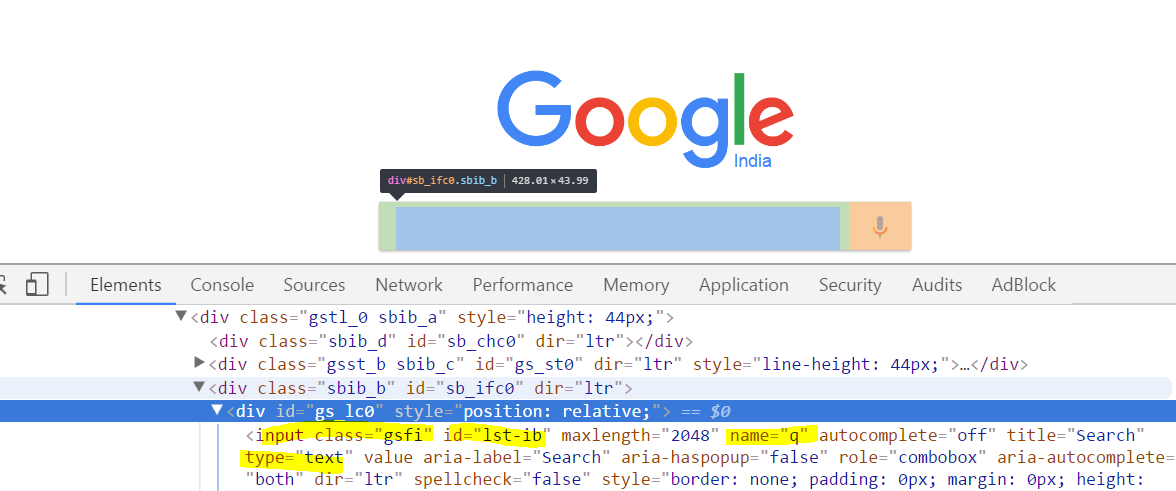 Google
India
div#sb_ifc0.sbib_b | 428.01×43.99
Elements Console Sources Network Performance Memory Application Security Audits AdBlock
▼<div class="gstl_0 sbib_a" style="height: 44px;">
<div class="sbib_d" id="sb_chc0" dir="ltr"></div>
▶<div class="gsst_b sbib_c" id="gs_st0" dir="ltr" style="line-height: 44px;">…</div>
▼<div class="sbib_b" id="sb_ifc0" dir="ltr">
▼<div id="gs_lc0" style="position: relative;"> == $0
<input class="gsfi" id="lst-ib" maxlength="2048" name="q" autocomplete="off" title="Search"
type="text" value aria-label="Search" aria-haspopup="false" role="combobox" aria-autocomplete=
"both" dir="ltr" spellcheck="false" style="border: none; padding: 0px; margin: 0px; height: